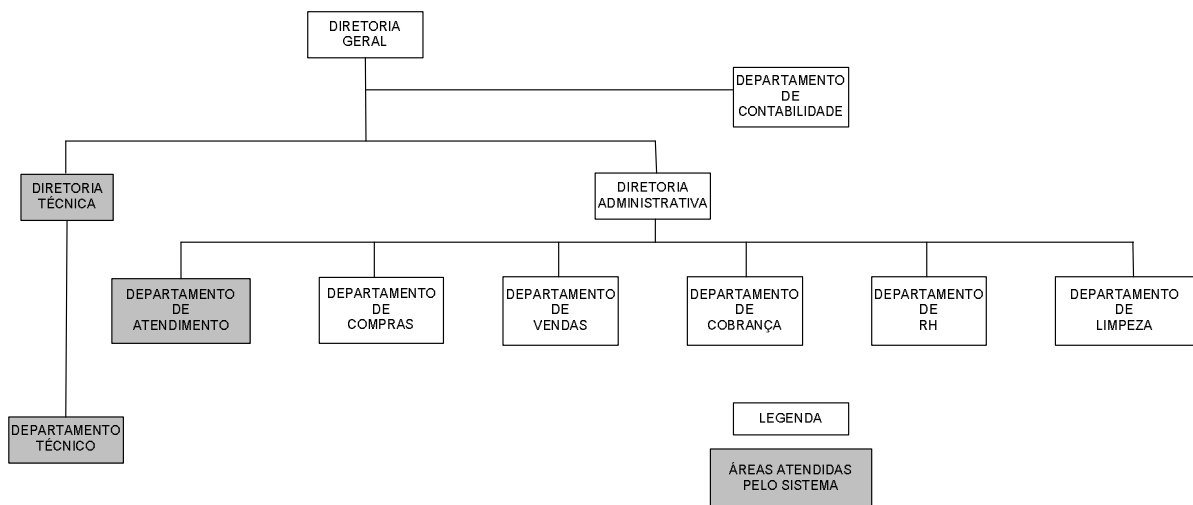 DIRETORIA
GERAL
DEPARTAMENTO
DE
CONTABILIDADE
DIRETORIA
TÉCNICA
DIRETORIA
ADMINISTRATIVA
DEPARTAMENTO
DE
ATENDIMENTO
DEPARTAMENTO
DE
COMPRAS
DEPARTAMENTO
DE
VENDAS
DEPARTAMENTO
DE
COBRANÇA
DEPARTAMENTO
DE
RH
DEPARTAMENTO
DE
LIMPEZA
DEPARTAMENTO
TÉCNICO
LEGENDA
ÁREAS ATENDIDAS
PELO SISTEMA